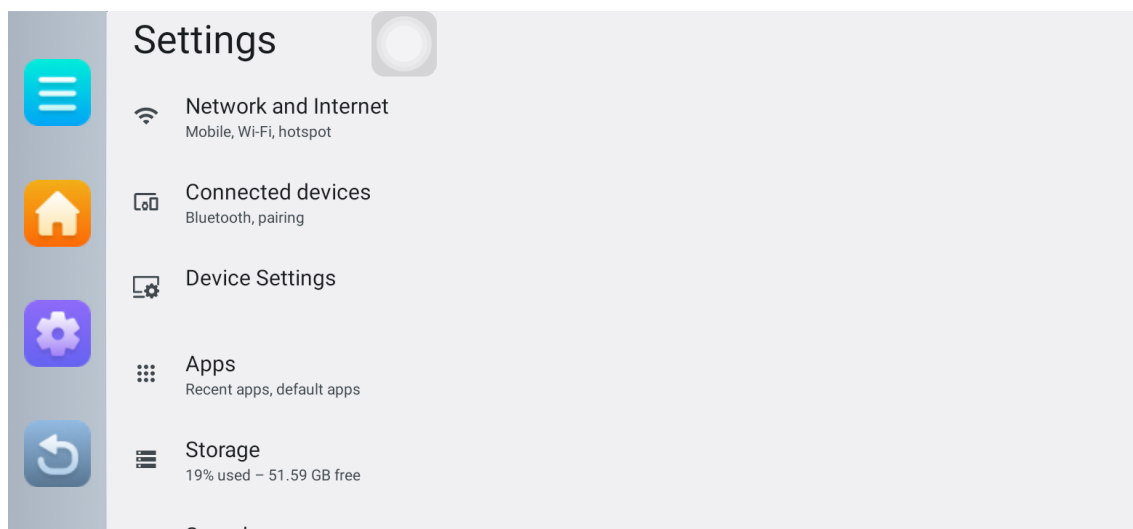 Settings
Network and Internet
Mobile, Wi-Fi, hotspot
Connected devices
Bluetooth, pairing
Device Settings
Apps
Recent apps, default apps
Storage
19% used – 51.59 GB free